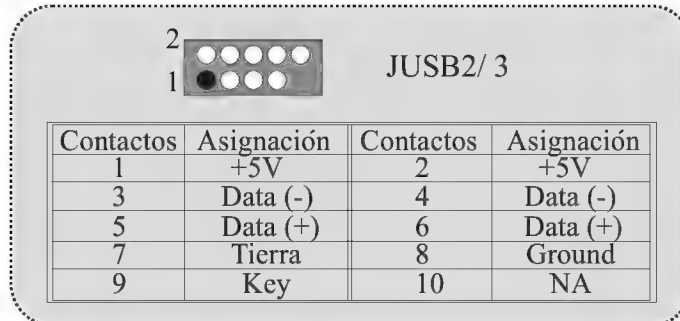 2
1
JUSB2/ 3
Contactos Asignación Contactos Asignación
1 +5V 2 +5V
3 Data (-) 4 Data (-)
5 Data (+) 6 Data (+)
7 Tierra 8 Ground
9 Key 10 NA